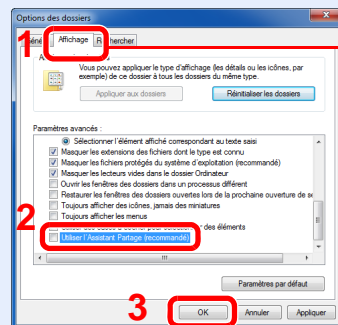 Options des dossiers
1
Affichage
Rechercher
Vous pouvez appliquer le type d'affichage (les détails ou les icônes, par
exemple) de ce dossier à tous les dossiers du même type.
Appliquer aux dossiers
Réinitialiser les dossiers
Paramètres avancés :
Sélectionner l'élément affiché correspondant au texte saisi
Masquer les extensions des fichiers dont le type est connu
Masquer les fichiers protégés du système d'exploitation (recommandé)
Masquer les lecteurs vides dans le dossier Ordinateur
Ouvrir les fenêtres des dossiers dans un processus différent
Restaurer les fenêtres des dossiers ouvertes lors de la prochaine ouverture de se
Toujours afficher des icônes, jamais des miniatures
Toujours afficher les menus
2
des éléments
Utiliser l'Assistant Partage (recommandé)
Paramètres par défaut
3
OK
Annuler
Appliquer